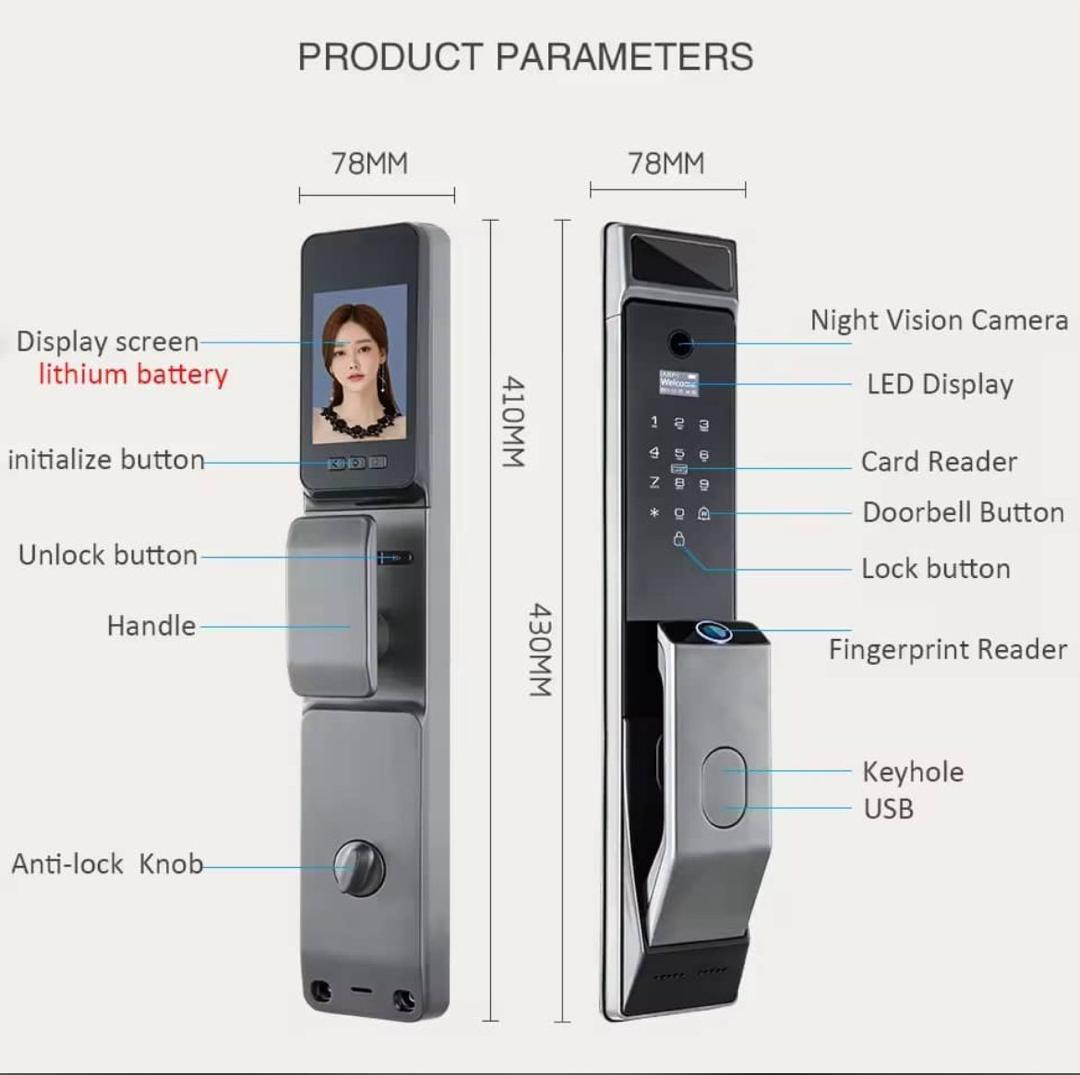 PRODUCT PARAMETERS
78MM
78MM
Display screen
lithium battery
initialize button
Unlock button
Handle
Anti-lock Knob
410MM
430MM
Welcome
1 2 3
4 5 6
7 8 9
* 0
Night Vision Camera
LED Display
Card Reader
Doorbell Button
Lock button
Fingerprint Reader
Keyhole
USB